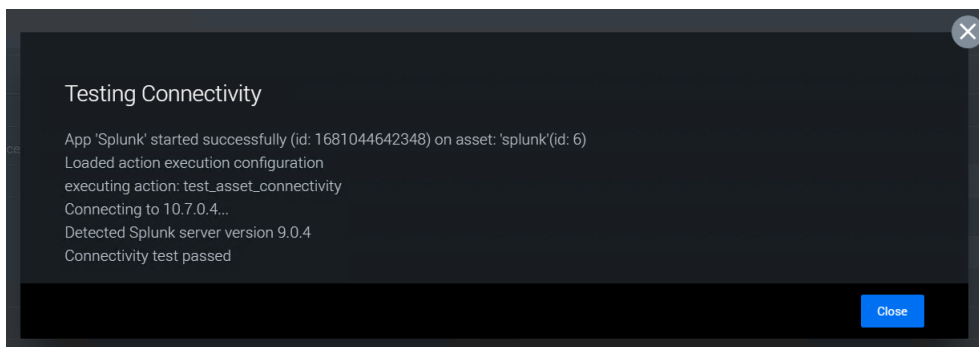 Testing Connectivity
App 'Splunk' started successfully (id: 1681044642348) on asset: 'splunk'(id: 6)
Loaded action execution configuration
executing action: test_asset_connectivity
Connecting to 10.7.0.4...
Detected Splunk server version 9.0.4
Connectivity test passed
Close